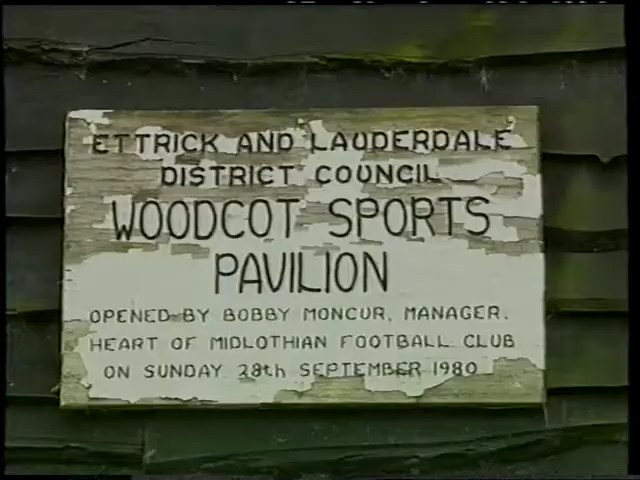 ETTRICK AND LAUDERDALE
DISTRICT COUNCIL
WOODCOT SPORTS
PAVILION
OPENED BY BOBBY MONCUR, MANAGER.
HEART OF MIDLOTHIAN FOOTBALL CLUB
ON SUNDAY 28th SEPTEMBER 1980